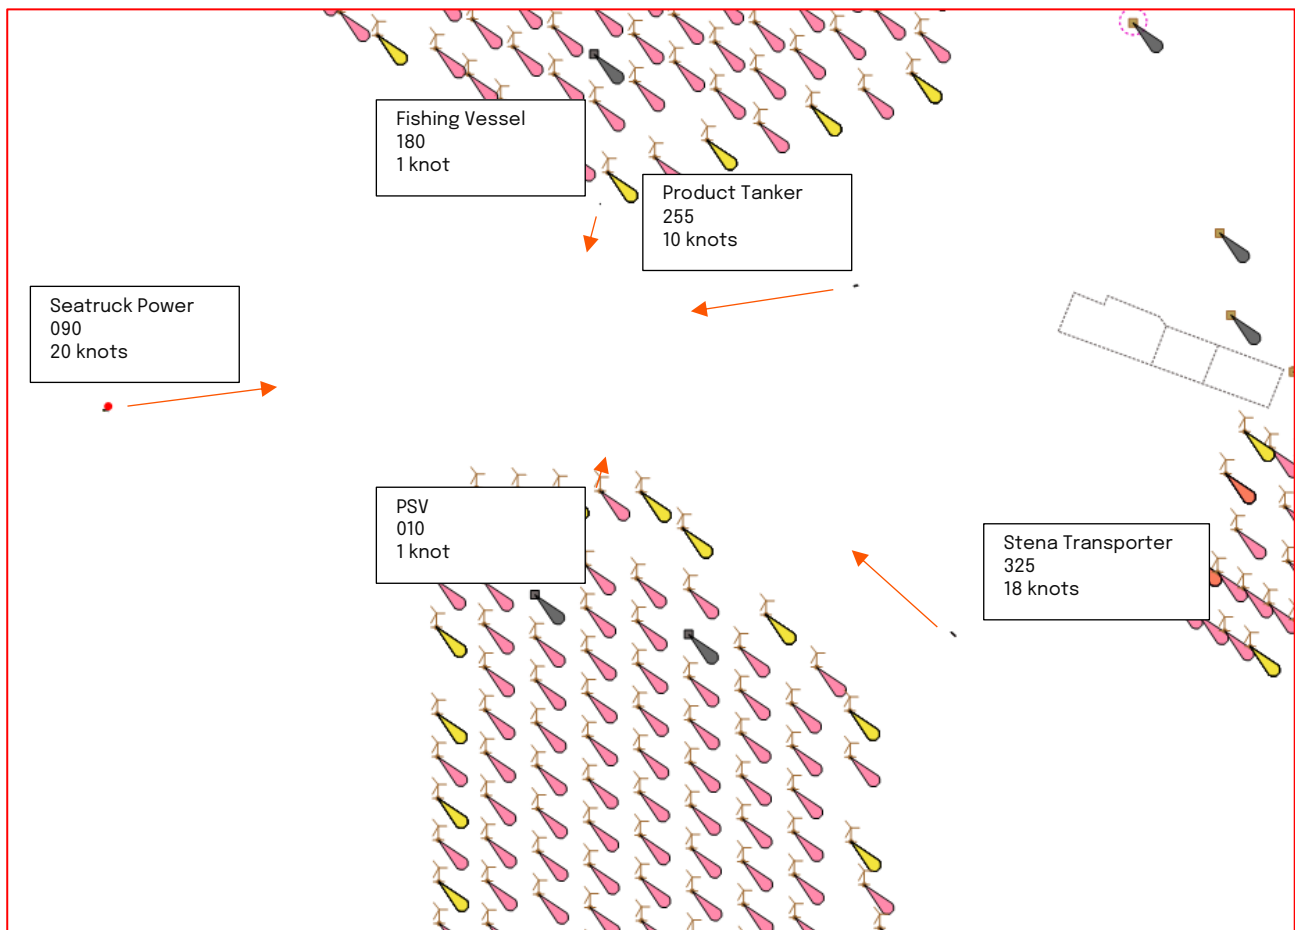 Fishing Vessel
180
1 knot
Product Tanker
255
10 knots
Seatruck Power
090
20 knots
PSV
010
1 knot
Stena Transporter
325
18 knots